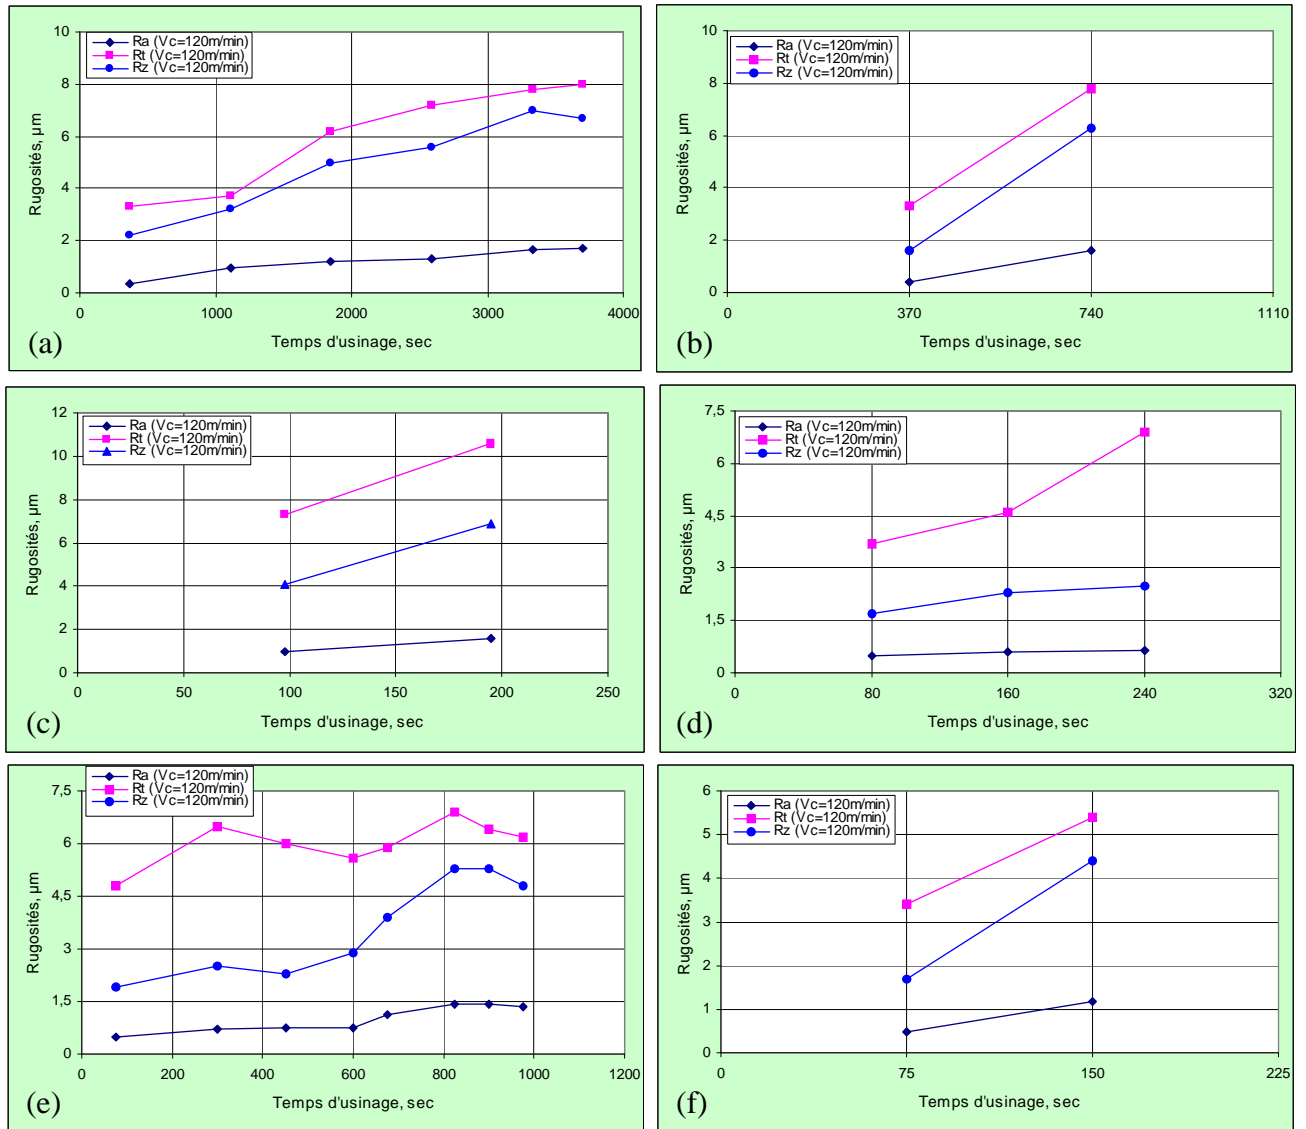 10
8
6
4
2
0
Rugosités, µm
Ra (Vc=120m/min)
Rt (Vc=120m/min)
Rz (Vc=120m/min)
0 1000 2000 3000 4000
Temps d'usinage, sec
(a)
10
8
6
4
2
0
Rugosités, µm
Ra (Vc=120m/min)
Rt (Vc=120m/min)
Rz (Vc=120m/min)
0 370 740 1110
Temps d'usinage, sec
(b)
12
10
8
6
4
2
0
Rugosités, µm
Ra (Vc=120m/min)
Rt (Vc=120m/min)
Rz (Vc=120m/min)
0 50 100 150 200 250
Temps d'usinage, sec
(c)
7,5
6
4,5
3
1,5
0
Rugosités, µm
Ra (Vc=120m/min)
Rt (Vc=120m/min)
Rz (Vc=120m/min)
0 80 160 240 320
Temps d'usinage, sec
(d)
7,5
6
4,5
3
1,5
0
Rugosités, µm
Ra (Vc=120m/min)
Rt (Vc=120m/min)
Rz (Vc=120m/min)
0 200 400 600 800 1000 1200
Temps d'usinage, sec
(e)
6
5
4
3
2
1
0
Rugosités, µm
Ra (Vc=120m/min)
Rt (Vc=120m/min)
Rz (Vc=120m/min)
0 75 150 225
Temps d'usinage, sec
(f)